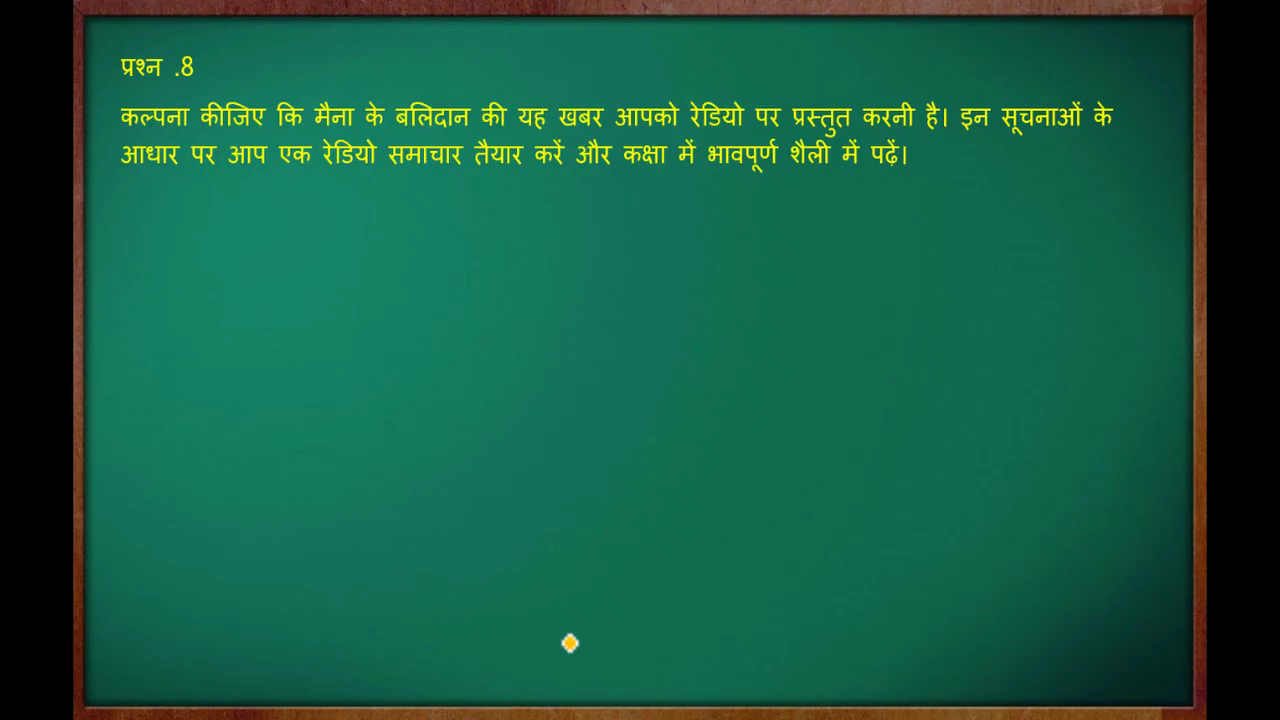 प्रश्न .8
कल्पना कीजिए कि मैना के बलिदान की यह खबर आपको रेडियो पर प्रस्तुत करनी है। इन सूचनाओं के
आधार पर आप एक रेडियो समाचार तैयार करें और कक्षा में भावपूर्ण शैली में पढ़ें।